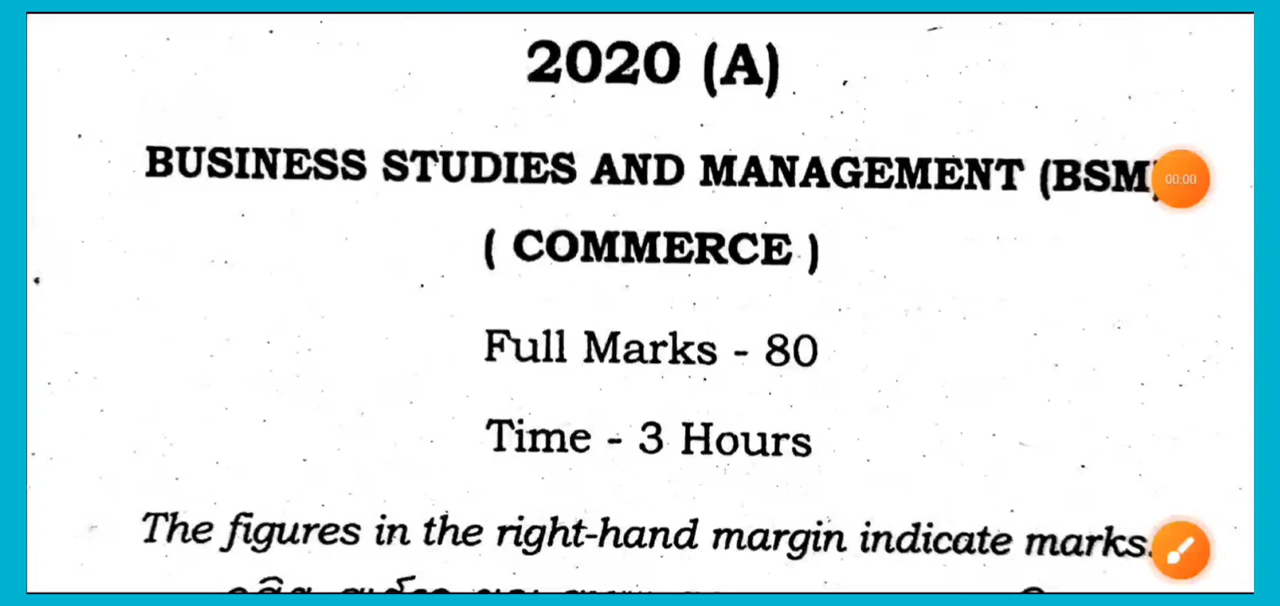 2020 (A)
BUSINESS STUDIES AND MANAGEMENT (BSM)
00:00
( COMMERCE )
Full Marks - 80
Time - 3 Hours
The figures in the right-hand margin indicate marks.